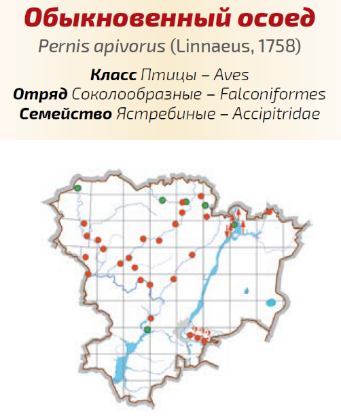 Обыкновенный осоед
Pernis apivorus (Linnaeus, 1758)
Класс Птицы – Aves
Отряд Соколообразные – Falconiformes
Семейство Ястребиные – Accipitridae